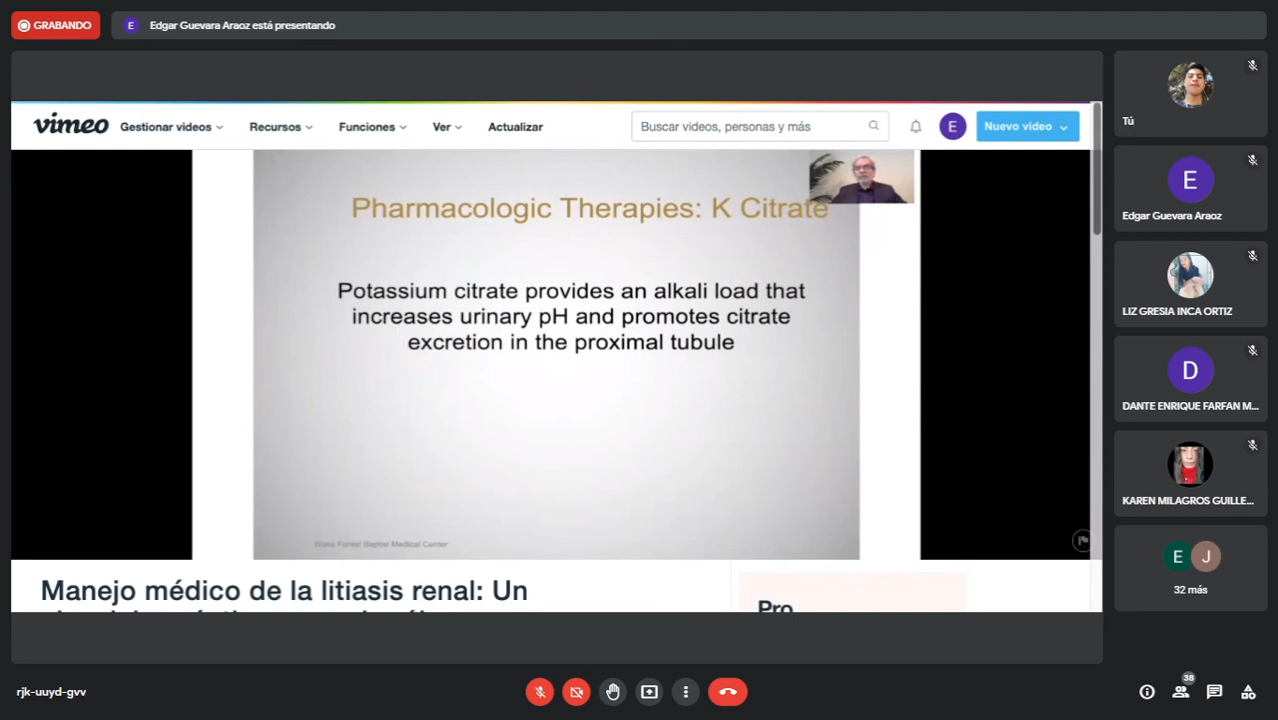 GRABANDO
E
Edgar Guevara Araoz está presentando
vimeo Gestionar videos Recursos Funciones Ver Actualizar Buscar videos, personas y más E Nuevo video
Pharmacologic Therapies: K Citrate
Potassium citrate provides an alkali load that
increases urinary pH and promotes citrate
excretion in the proximal tubule
Wake Forest Baptist Medical Center
Manejo médico de la litiasis renal: Un
Pro
Tú
E
Edgar Guevara Araoz
LIZ GRESIA INCA ORTIZ
D
DANTE ENRIQUE FARFAN M...
KAREN MILAGROS GUILLE...
E J
32 más
rjk-uuyd-gvv
38